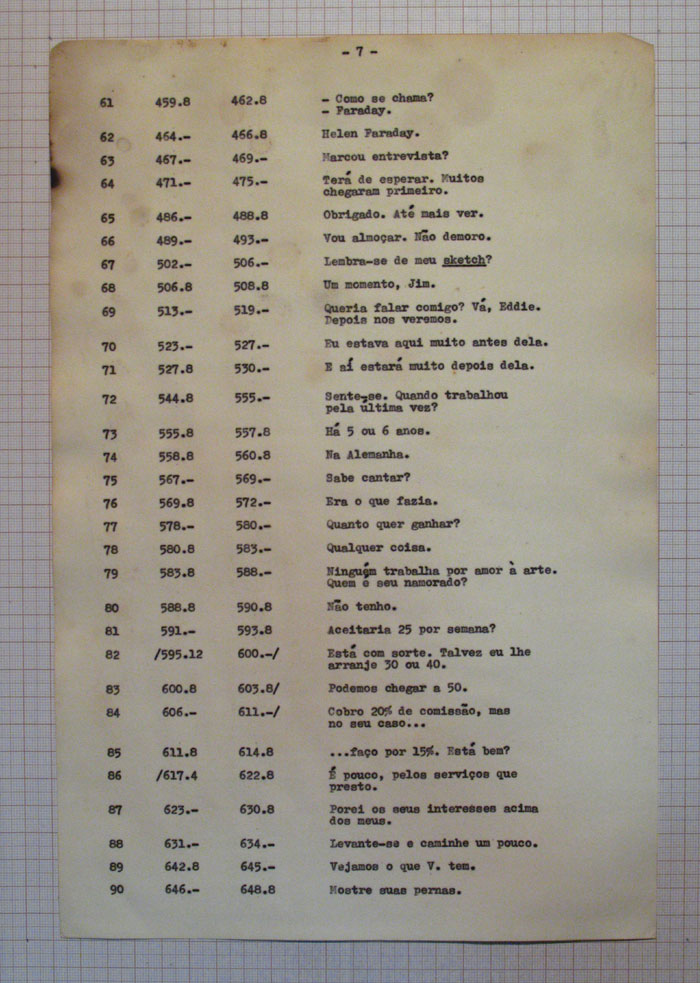 - 7 -
61 459.8 462.8 - Como se chama?
- Faraday.
62 464.- 466.8 Helen Faraday.
63 467.- 469.- Marcou entrevista?
64 471.- 475.- Terá de esperar. Muitos
chegaram primeiro.
65 486.- 488.8 Obrigado. Até mais ver.
66 489.- 493.- Vou almoçar. Não demoro.
67 502.- 506.- Lembra-se de meu sketch?
68 506.8 508.8 Um momento, Jim.
69 513.- 519.- Queria falar comigo? Vá, Eddie.
Depois nos veremos.
70 523.- 527.- Eu estava aqui muito antes dela.
71 527.8 530.- E aí estará muito depois dela.
72 544.8 555.- Sente-se. Quando trabalhou
pela última vez?
73 555.8 557.8 Há 5 ou 6 anos.
74 558.8 560.8 Na Alemanha.
75 567.- 569.- Sabe cantar?
76 569.8 572.- Era o que fazia.
77 578.- 580.- Quanto quer ganhar?
78 580.8 583.- Qualquer coisa.
79 583.8 588.- Ninguém trabalha por amor à arte.
Quem é seu namorado?
80 588.8 590.8 Não tenho.
81 591.- 593.8 Aceitaria 25 por semana?
82 /595.12 600.-/ Está com sorte. Talvez eu lhe
arranje 30 ou 40.
83 600.8 603.8/ Podemos chegar a 50.
84 606.- 611.-/ Cobro 20% de comissão, mas
no seu caso...
85 611.8 614.8 ...faço por 15%. Está bem?
86 /617.4 622.8 É pouco, pelos serviços que
presto.
87 623.- 630.8 Porei os seus interesses acima
dos meus.
88 631.- 634.- Levante-se e caminhe um pouco.
89 642.8 645.- Vejamos o que V. tem.
90 646.- 648.8 Mostre suas pernas.